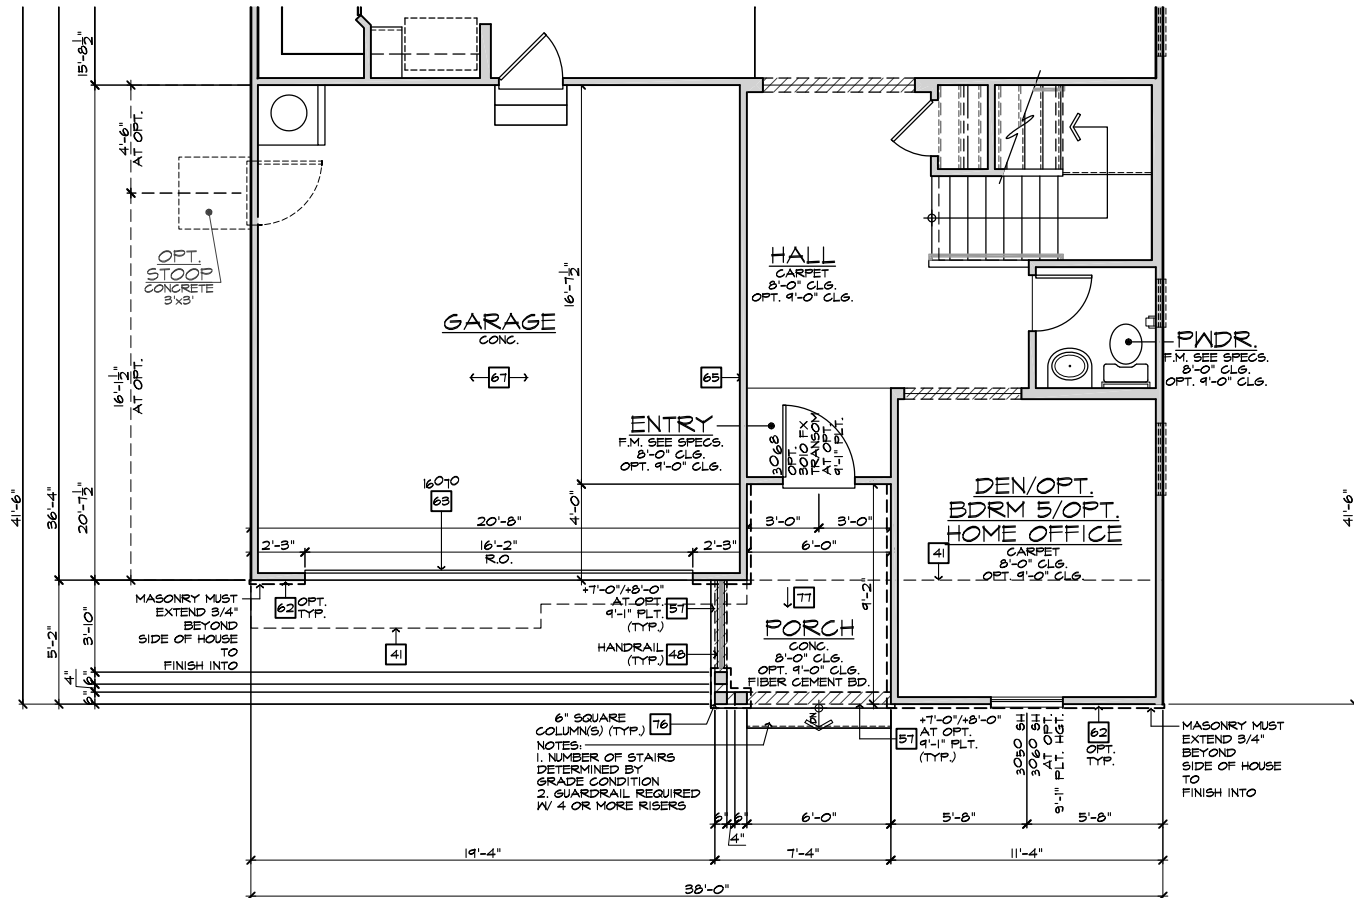 15'-8 1/2"
4'-6"
AT OPT.
OPT.
STOOP
CONCRETE
3'x3'
16'-1 1/2"
AT OPT.
41'-6"
36'-4"
20'-7 1/2"
5'-2"
3'-10"
4"
6"
6"
GARAGE
CONC.
67
65
16'-7 1/2"
4'-0"
16070
63
20'-8"
2'-3"
16'-2"
R.O.
2'-3"
HALL
CARPET
8'-0" CLG.
OPT. 9'-0" CLG.
PWDR.
F.M. SEE SPECS.
8'-0" CLG.
OPT. 9'-0" CLG.
ENTRY
F.M. SEE SPECS.
8'-0" CLG.
OPT. 9'-0" CLG.
3068
OPT.
3010 FX
TRANSOM
AT OPT.
9'-1" PLT.
DEN/OPT.
BDRM 5/OPT.
HOME OFFICE
41
CARPET
8'-0" CLG.
OPT. 9'-0" CLG.
41'-6"
3'-0"
3'-0"
6'-0"
9'-2"
MASONRY MUST
EXTEND 3/4"
BEYOND
SIDE OF HOUSE
TO
FINISH INTO
62
OPT.
TYP.
41
+7'-0"/+8'-0"
AT OPT.
9'-1" PLT.
(TYP.)
57
HANDRAIL
(TYP.)
48
77
PORCH
CONC.
8'-0" CLG.
OPT. 9'-0" CLG.
FIBER CEMENT BD.
6" SQUARE
COLUMN(S) (TYP.)
76
NOTES:
1. NUMBER OF STAIRS
DETERMINED BY
GRADE CONDITION
2. GUARDRAIL REQUIRED
W/ 4 OR MORE RISERS
DN
57
+7'-0"/+8'-0"
AT OPT.
9'-1" PLT.
(TYP.)
3050 SH
3060 SH
AT OPT.
9'-1" PLT. HGT.
62
OPT.
TYP.
MASONRY MUST
EXTEND 3/4"
BEYOND
SIDE OF HOUSE
TO
FINISH INTO
6"
6"
4"
6'-0"
5'-8"
5'-8"
19'-4"
7'-4"
11'-4"
38'-0"